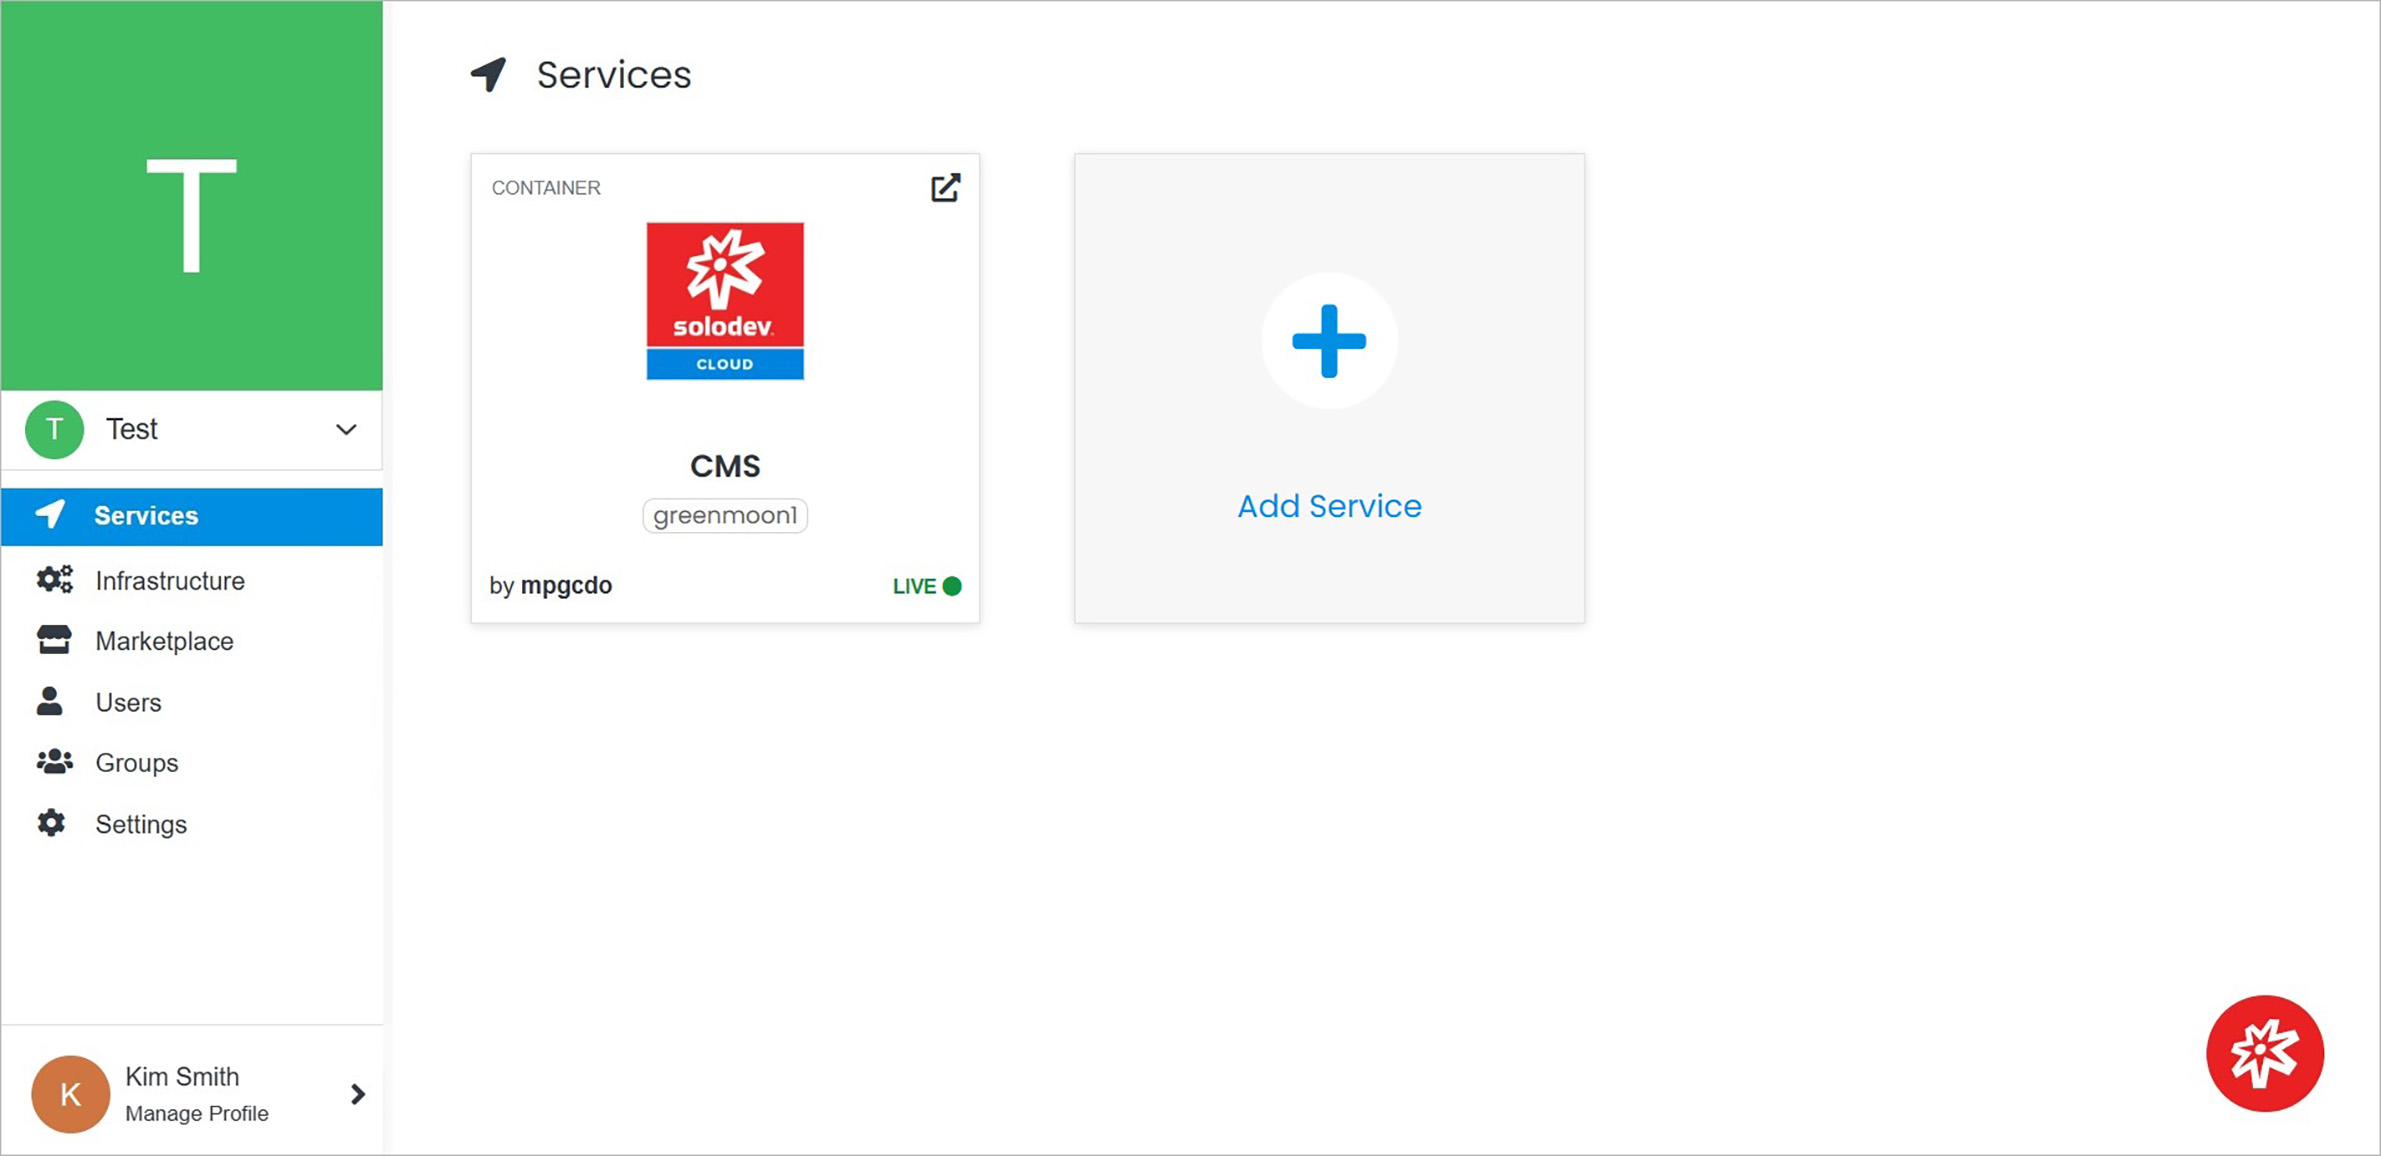 T
T Test
Services
Infrastructure
Marketplace
Users
Groups
Settings
K
Kim Smith
Manage Profile
Services
CONTAINER
solodev
CLOUD
CMS
greenmoon1
by mpgcdo
LIVE
Add Service